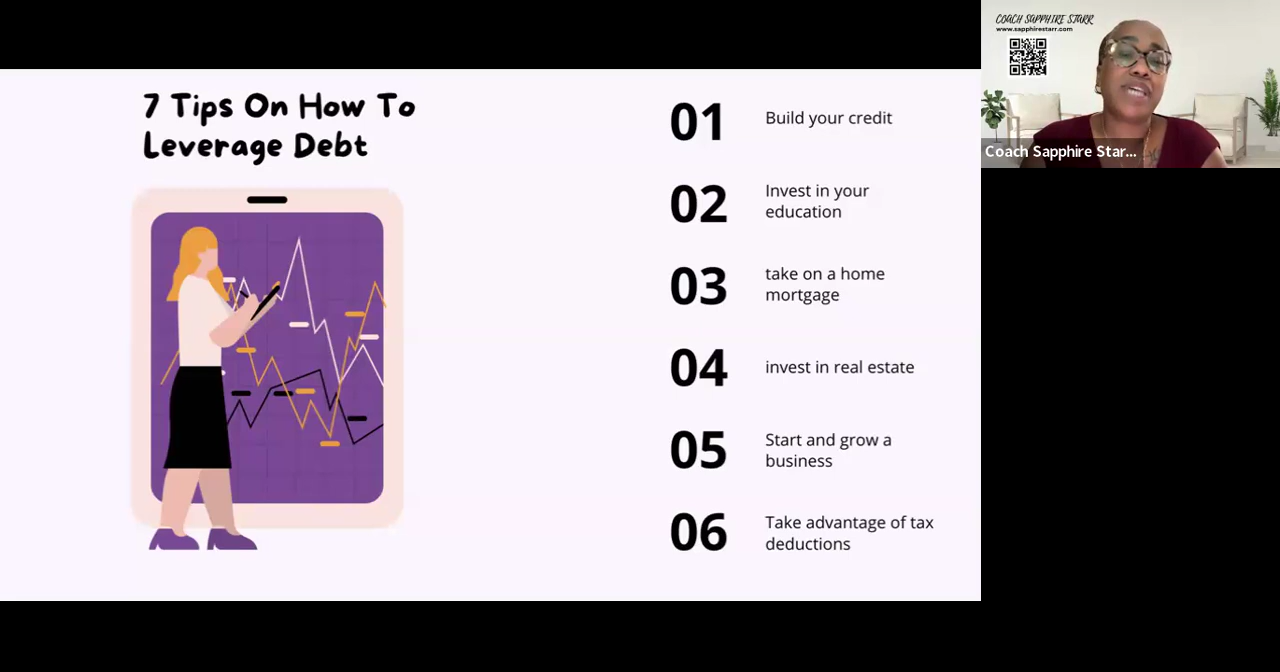 7 Tips On How To
Leverage Debt
01
Build your credit
02
Invest in your
education
03
take on a home
mortgage
04
invest in real estate
05
Start and grow a
business
06
Take advantage of tax
deductions
COACH SAPPHIRE STARR
www.sapphirestarr.com
Coach Sapphire Star...